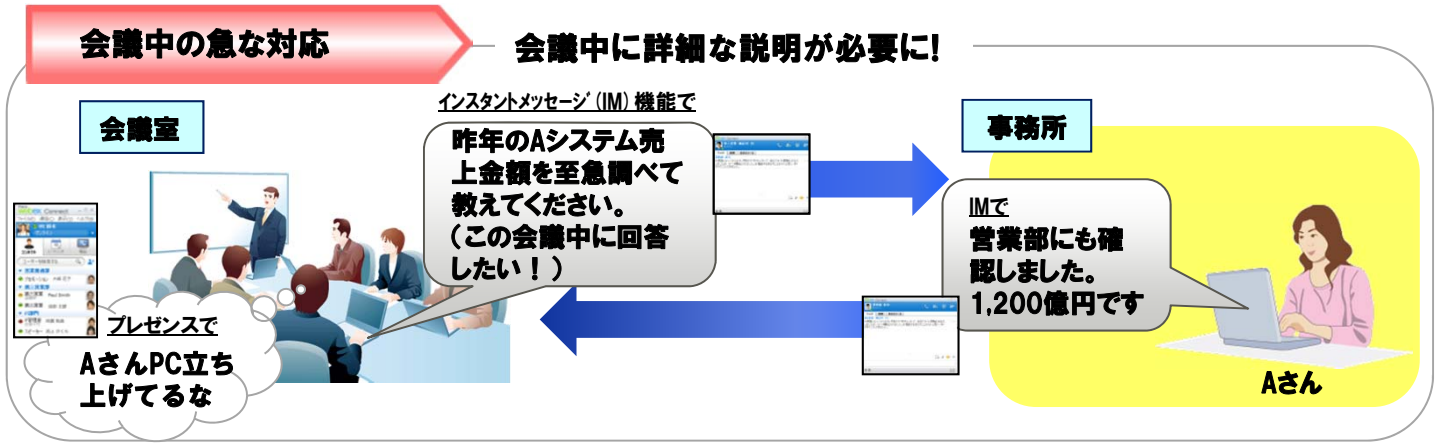 会議中の急な対応
会議中に詳細な説明が必要に!
会議室
インスタントメッセージ(IM)機能で
昨年のAシステム売
上金額を至急調べて
教えてください。
(この会議中に回答
したい!)
プレゼンスで
AさんPC立ち
上げてるな
事務所
IMで
営業部にも確
認しました。
1,200億円です
Aさん
Connect
Paul Smith